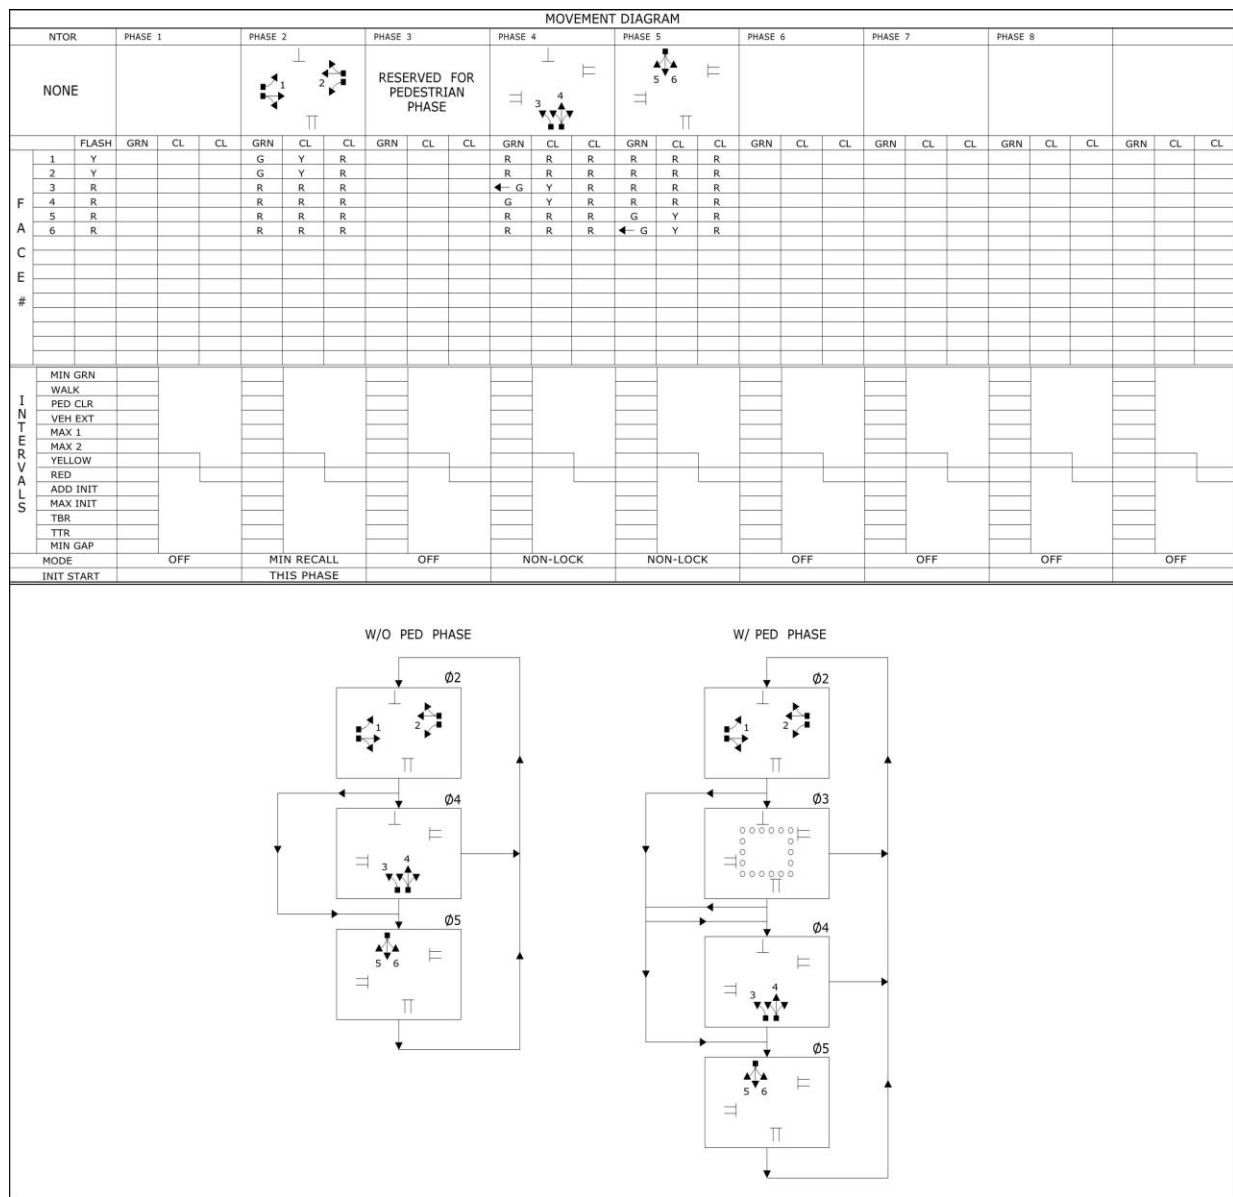 MOVEMENT DIAGRAM
NTOR PHASE 1 PHASE 2 PHASE 3 PHASE 4 PHASE 5 PHASE 6 PHASE 7 PHASE 8
NONE 1 2 RESERVED FOR PEDESTRIAN PHASE 3 4 5 6
FLASH GRN CL CL GRN CL CL GRN CL CL GRN CL CL GRN CL CL GRN CL CL GRN CL CL GRN CL CL GRN CL CL
FACE #
1 Y G Y R R R R R R R
2 Y G Y R R R R R R R
3 R R R R ← G Y R R R R
4 R R R R G Y R R R R
5 R R R R R R R G Y R
6 R R R R R R R ← G Y R
INTERVALS
MIN GRN
WALK
PED CLR
VEH EXT
MAX 1
MAX 2
YELLOW
RED
ADD INIT
MAX INIT
TBR
TTR
MIN GAP
MODE OFF MIN RECALL OFF NON-LOCK NON-LOCK OFF OFF OFF OFF
INIT START THIS PHASE
W/O PED PHASE
Ø2
1 2
Ø4
3 4
Ø5
5 6
W/ PED PHASE
Ø2
1 2
Ø3
Ø4
3 4
Ø5
5 6